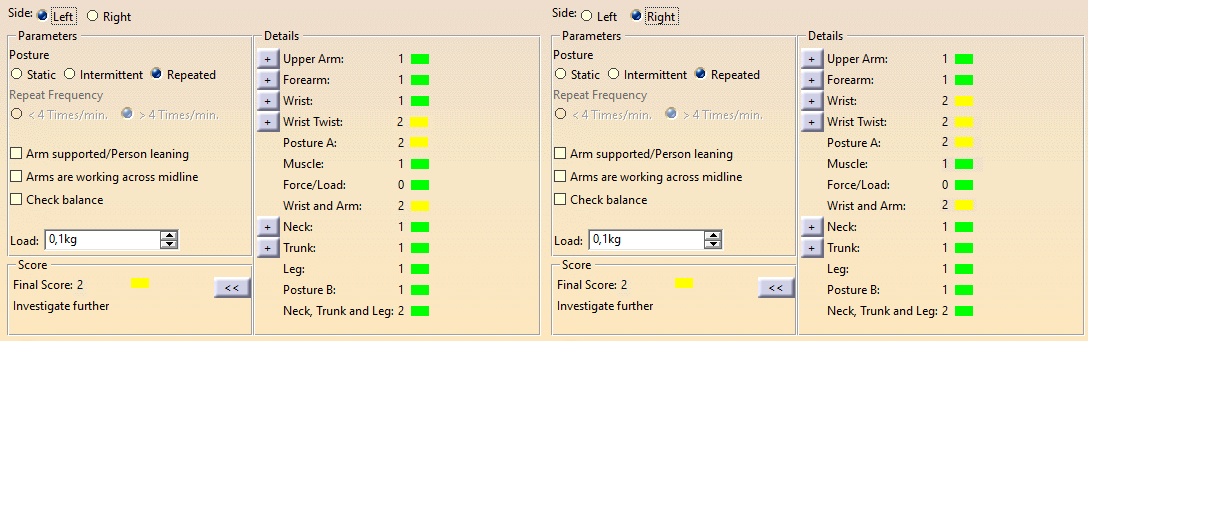 Side: Left Right
Parameters
Posture
Static Intermittent Repeated
Repeat Frequency
< 4 Times/min. > 4 Times/min.
Arm supported/Person leaning
Arms are working across midline
Check balance
Load: 0,1kg
Score
Final Score: 2
<<
Investigate further
Details
+ Upper Arm: 1
+ Forearm: 1
+ Wrist: 1
+ Wrist Twist: 2
Posture A: 2
Muscle: 1
Force/Load: 0
Wrist and Arm: 2
+ Neck: 1
+ Trunk: 1
Leg: 1
Posture B: 1
Neck, Trunk and Leg: 2
Side: Left Right
Parameters
Posture
Static Intermittent Repeated
Repeat Frequency
< 4 Times/min. > 4 Times/min.
Arm supported/Person leaning
Arms are working across midline
Check balance
Load: 0,1kg
Score
Final Score: 2
<<
Investigate further
Details
+ Upper Arm: 1
+ Forearm: 1
+ Wrist: 2
+ Wrist Twist: 2
Posture A: 2
Muscle: 1
Force/Load: 0
Wrist and Arm: 2
+ Neck: 1
+ Trunk: 1
Leg: 1
Posture B: 1
Neck, Trunk and Leg: 2